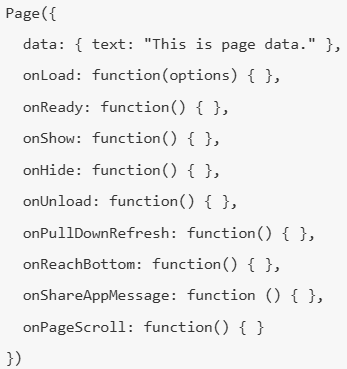 Page({
  data: { text: "This is page data." },
  onLoad: function(options) { },
  onReady: function() { },
  onShow: function() { },
  onHide: function() { },
  onUnload: function() { },
  onPullDownRefresh: function() { },
  onReachBottom: function() { },
  onShareAppMessage: function () { },
  onPageScroll: function() { }
})